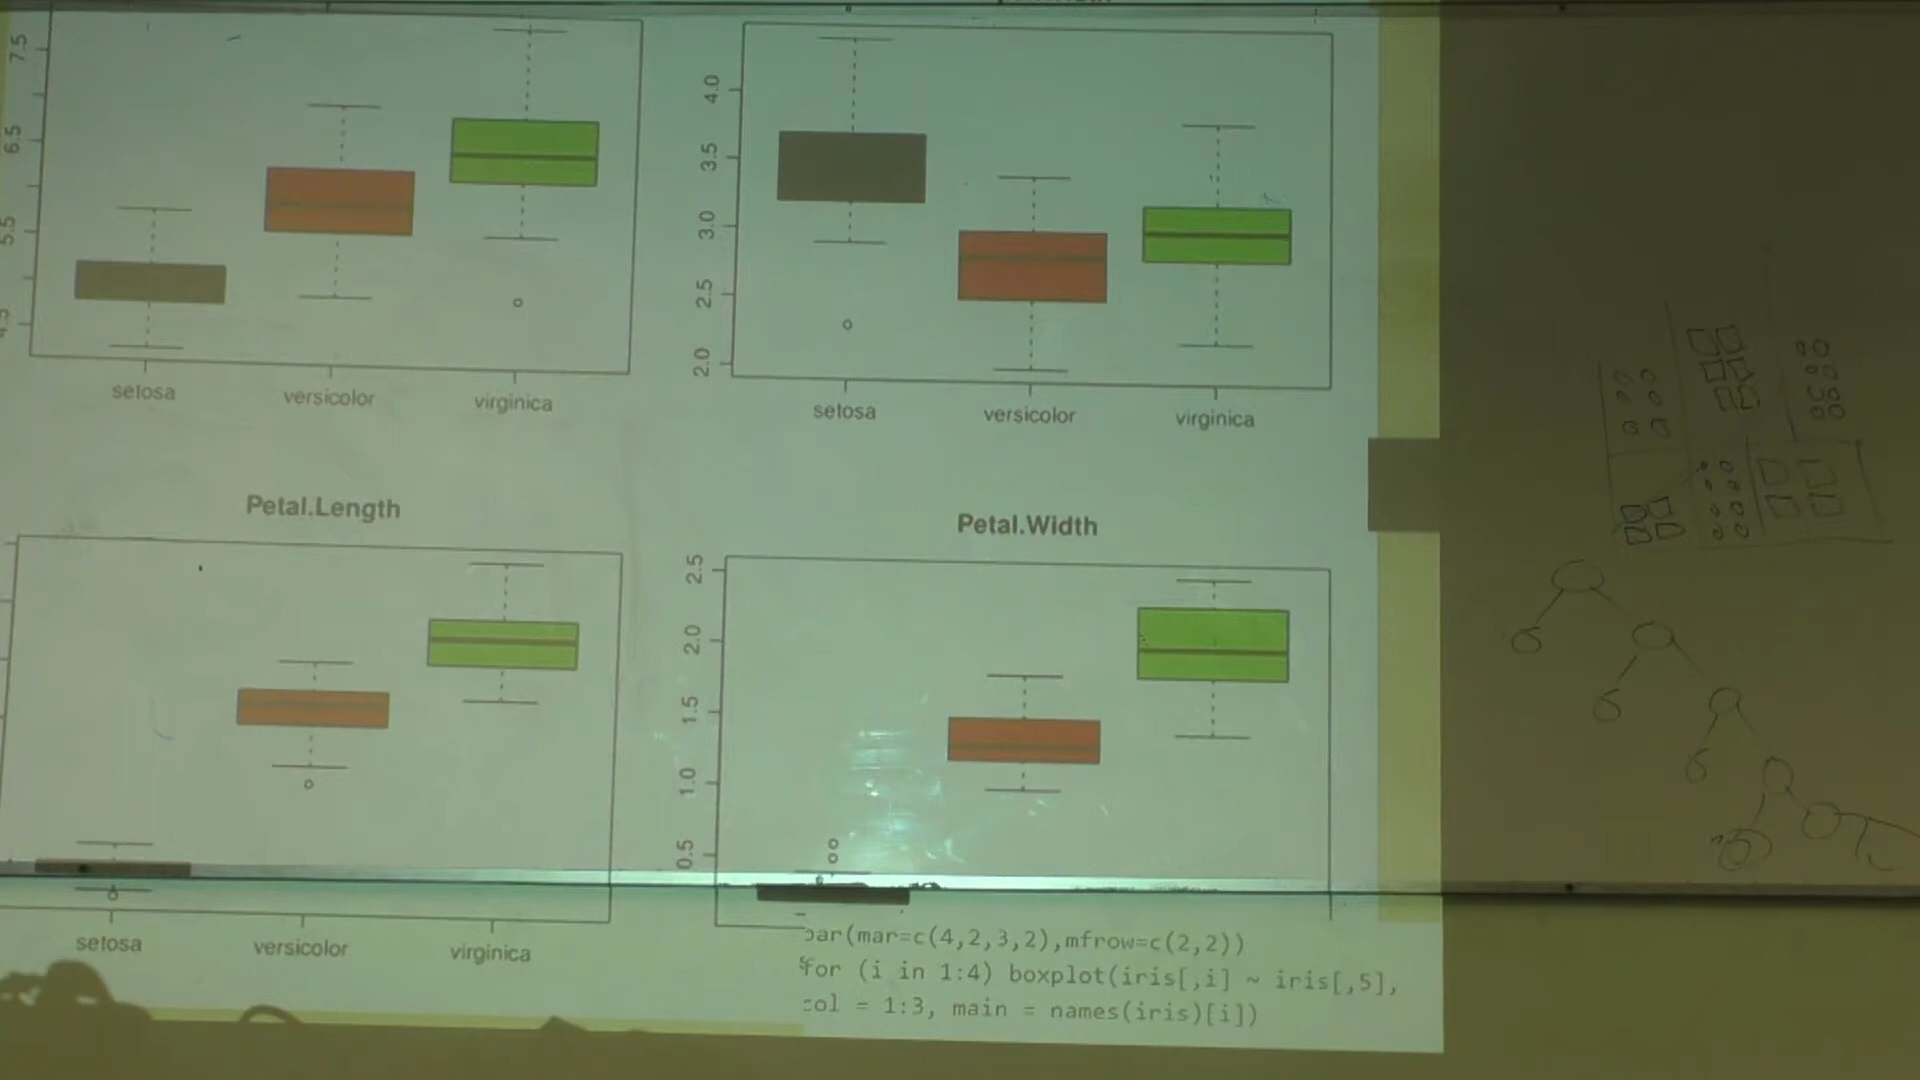 7.5
6.5
5.5
setosa
versicolor
virginica
4.0
3.5
3.0
2.5
2.0
setosa
versicolor
virginica
Petal.Length
setosa
versicolor
virginica
Petal.Width
2.5
2.0
1.5
1.0
0.5
par(mar=c(4,2,3,2),mfrow=c(2,2))
for (i in 1:4) boxplot(iris[,i] ~ iris[,5],
col = 1:3, main = names(iris)[i])